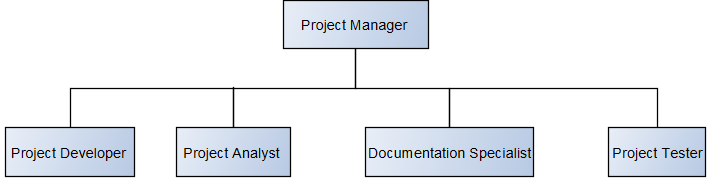 Project Manager
Project Developer
Project Analyst
Documentation Specialist
Project Tester